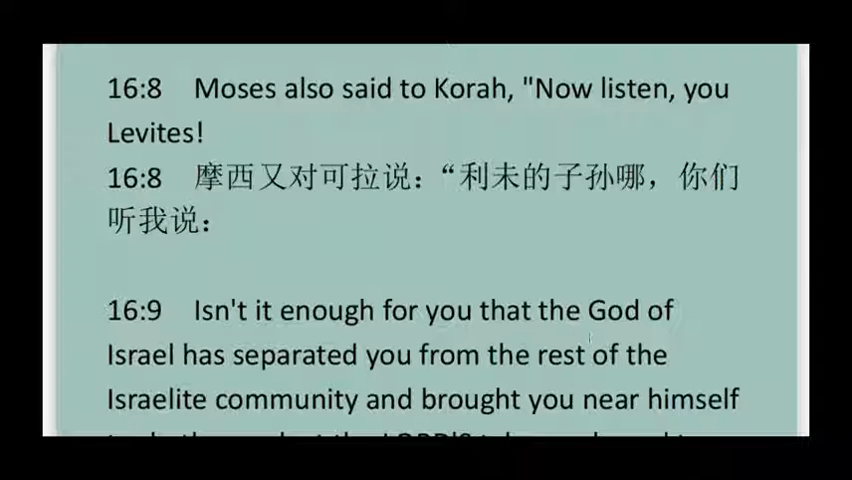 16:8 Moses also said to Korah, "Now listen, you
Levites!
16:8 摩西又对可拉说：“利未的子孙哪，你们
听我说：
16:9 Isn't it enough for you that the God of
Israel has separated you from the rest of the
Israelite community and brought you near himself